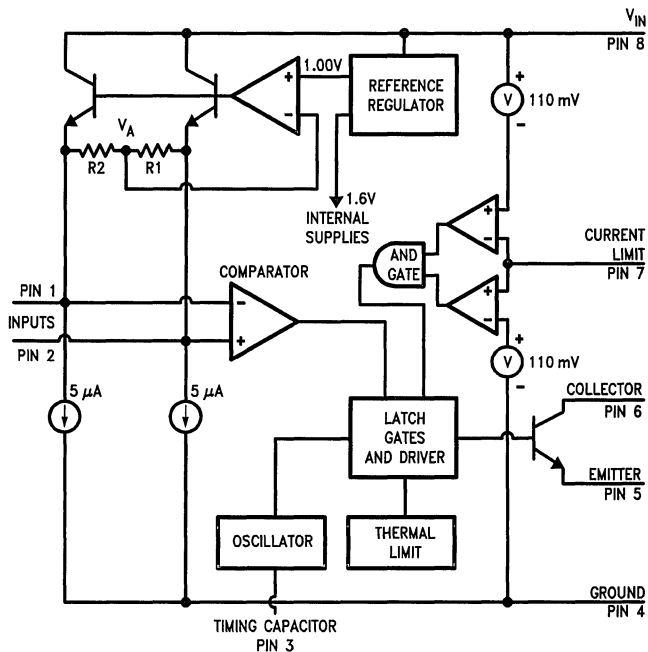 VIN
PIN 8
1.00V
REFERENCE
REGULATOR
+
-
+
V
110 mV
-
VA
R2
R1
1.6V
INTERNAL
SUPPLIES
+
-
AND
GATE
CURRENT
LIMIT
PIN 7
+
-
COMPARATOR
PIN 1
INPUTS
PIN 2
-
+
+
V
110 mV
-
5 μA
5 μA
COLLECTOR
PIN 6
LATCH
GATES
AND DRIVER
EMITTER
PIN 5
OSCILLATOR
THERMAL
LIMIT
GROUND
PIN 4
TIMING CAPACITOR
PIN 3